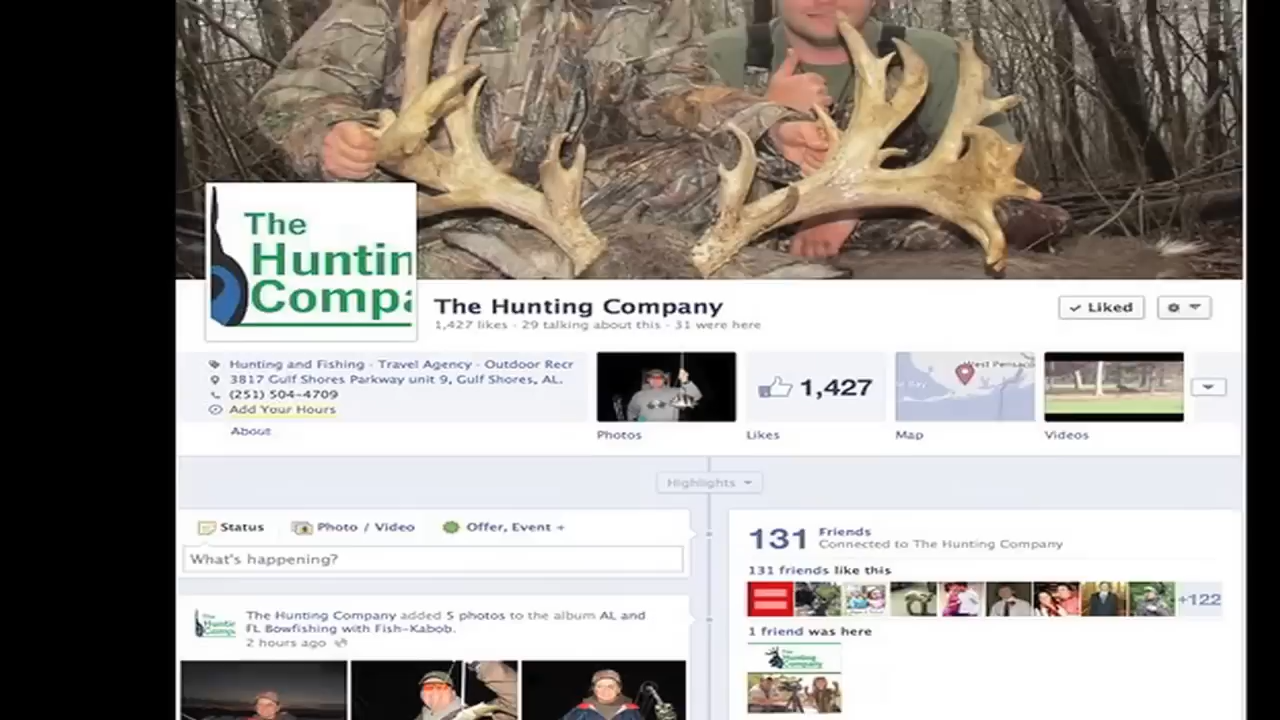 The
Huntin
Compa
The Hunting Company
1,427 likes · 29 talking about this · 31 were here
Liked
Hunting and Fishing · Travel Agency · Outdoor Recr
3817 Gulf Shores Parkway unit 9, Gulf Shores, AL.
(251) 504-4709
Add Your Hours
About
Photos
1,427
Likes
West Pensaco
Map
Videos
Highlights
Status
Photo / Video
Offer, Event +
What's happening?
The Hunting Company added 5 photos to the album AL and
FL Bowfishing with Fish-Kabob.
2 hours ago
131
Friends
Connected to The Hunting Company
131 friends like this
+122
1 friend was here
The
Hunting
Company